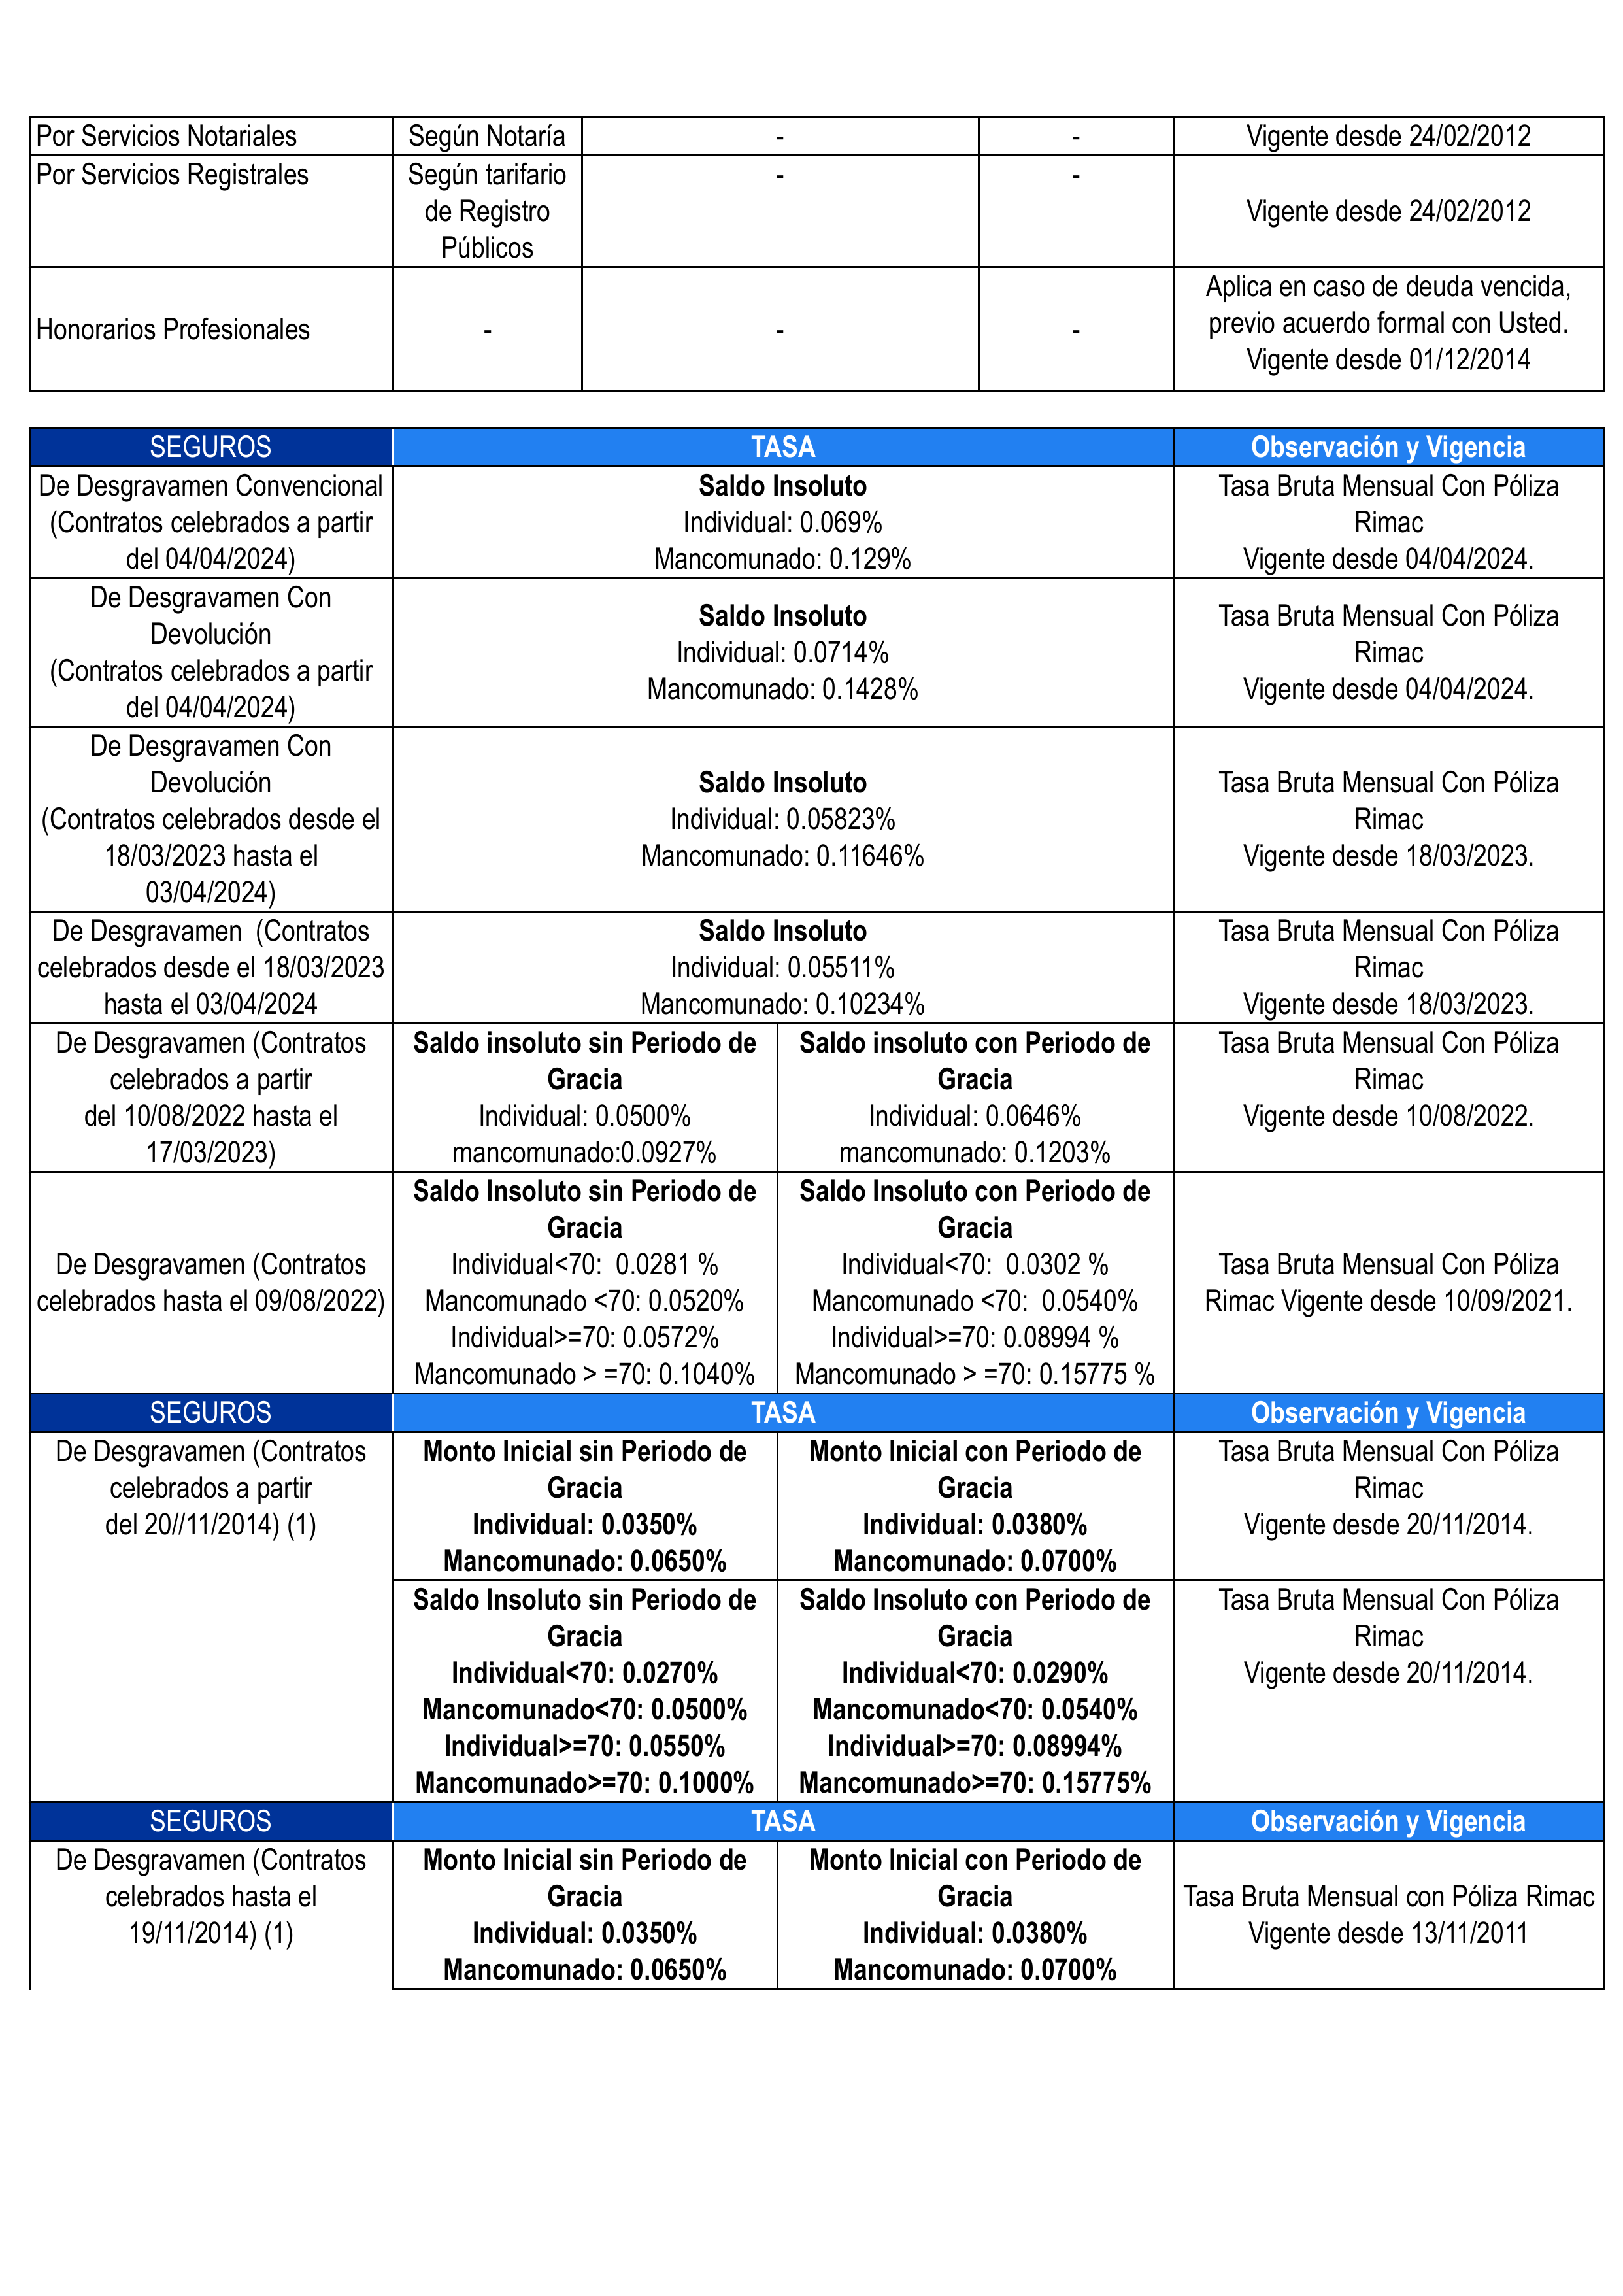 Por Servicios Notariales Según Notaría - - Vigente desde 24/02/2012
Por Servicios Registrales Según tarifario - -
de Registro Vigente desde 24/02/2012
Públicos
Aplica en caso de deuda vencida,
previo acuerdo formal con Usted.
Honorarios Profesionales - - -
Vigente desde 01/12/2014
SEGUROS TASA Observación y Vigencia
De Desgravamen Convencional
(Contratos celebrados a partir
del 04/04/2024)
Saldo Insoluto
Individual: 0.069%
Mancomunado: 0.129%
Tasa Bruta Mensual Con Póliza
Rimac
Vigente desde 04/04/2024.
De Desgravamen Con
Devolución
(Contratos celebrados a partir
del 04/04/2024)
Saldo Insoluto
Individual: 0.0714%
Mancomunado: 0.1428%
Tasa Bruta Mensual Con Póliza
Rimac
Vigente desde 04/04/2024.
De Desgravamen Con
Devolución
(Contratos celebrados desde el
18/03/2023 hasta el
03/04/2024)
Saldo Insoluto
Individual: 0.05823%
Mancomunado: 0.11646%
Tasa Bruta Mensual Con Póliza
Rimac
Vigente desde 18/03/2023.
De Desgravamen  (Contratos
celebrados desde el 18/03/2023
hasta el 03/04/2024
Saldo Insoluto
Individual: 0.05511%
Mancomunado: 0.10234%
Tasa Bruta Mensual Con Póliza
Rimac
Vigente desde 18/03/2023.
De Desgravamen (Contratos
celebrados a partir
del 10/08/2022 hasta el
17/03/2023)
Saldo insoluto sin Periodo de
Gracia
Individual: 0.0500%
mancomunado:0.0927%
Saldo insoluto con Periodo de
Gracia
Individual: 0.0646%
mancomunado: 0.1203%
Tasa Bruta Mensual Con Póliza
Rimac
Vigente desde 10/08/2022.
De Desgravamen (Contratos
celebrados hasta el 09/08/2022)
Saldo Insoluto sin Periodo de
Gracia
Individual<70:  0.0281 %
Mancomunado <70: 0.0520%
Individual>=70: 0.0572%
Mancomunado > =70: 0.1040%
Saldo Insoluto con Periodo de
Gracia
Individual<70:  0.0302 %
Mancomunado <70:  0.0540%
Individual>=70: 0.08994 %
Mancomunado > =70: 0.15775 %
Tasa Bruta Mensual Con Póliza
Rimac Vigente desde 10/09/2021.
SEGUROS TASA Observación y Vigencia
De Desgravamen (Contratos
celebrados a partir
del 20//11/2014) (1)
Monto Inicial sin Periodo de
Gracia
Individual: 0.0350%
Mancomunado: 0.0650%
Monto Inicial con Periodo de
Gracia
Individual: 0.0380%
Mancomunado: 0.0700%
Tasa Bruta Mensual Con Póliza
Rimac
Vigente desde 20/11/2014.
Saldo Insoluto sin Periodo de
Gracia
Individual<70: 0.0270%
Mancomunado<70: 0.0500%
Individual>=70: 0.0550%
Mancomunado>=70: 0.1000%
Saldo Insoluto con Periodo de
Gracia
Individual<70: 0.0290%
Mancomunado<70: 0.0540%
Individual>=70: 0.08994%
Mancomunado>=70: 0.15775%
Tasa Bruta Mensual Con Póliza
Rimac
Vigente desde 20/11/2014.
SEGUROS TASA Observación y Vigencia
De Desgravamen (Contratos
celebrados hasta el
19/11/2014) (1)
Monto Inicial sin Periodo de
Gracia
Individual: 0.0350%
Mancomunado: 0.0650%
Monto Inicial con Periodo de
Gracia
Individual: 0.0380%
Mancomunado: 0.0700%
Tasa Bruta Mensual con Póliza Rimac
Vigente desde 13/11/2011